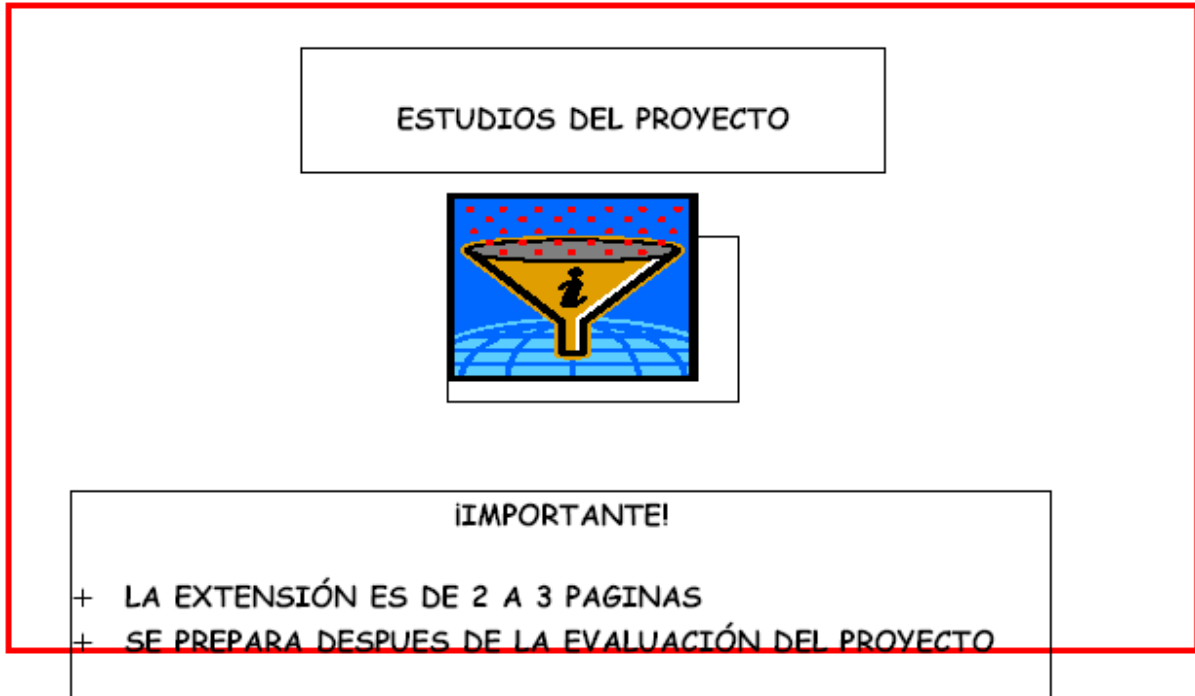 ESTUDIOS DEL PROYECTO
i
¡IMPORTANTE!
+ LA EXTENSIÓN ES DE 2 A 3 PAGINAS
+ SE PREPARA DESPUES DE LA EVALUACIÓN DEL PROYECTO